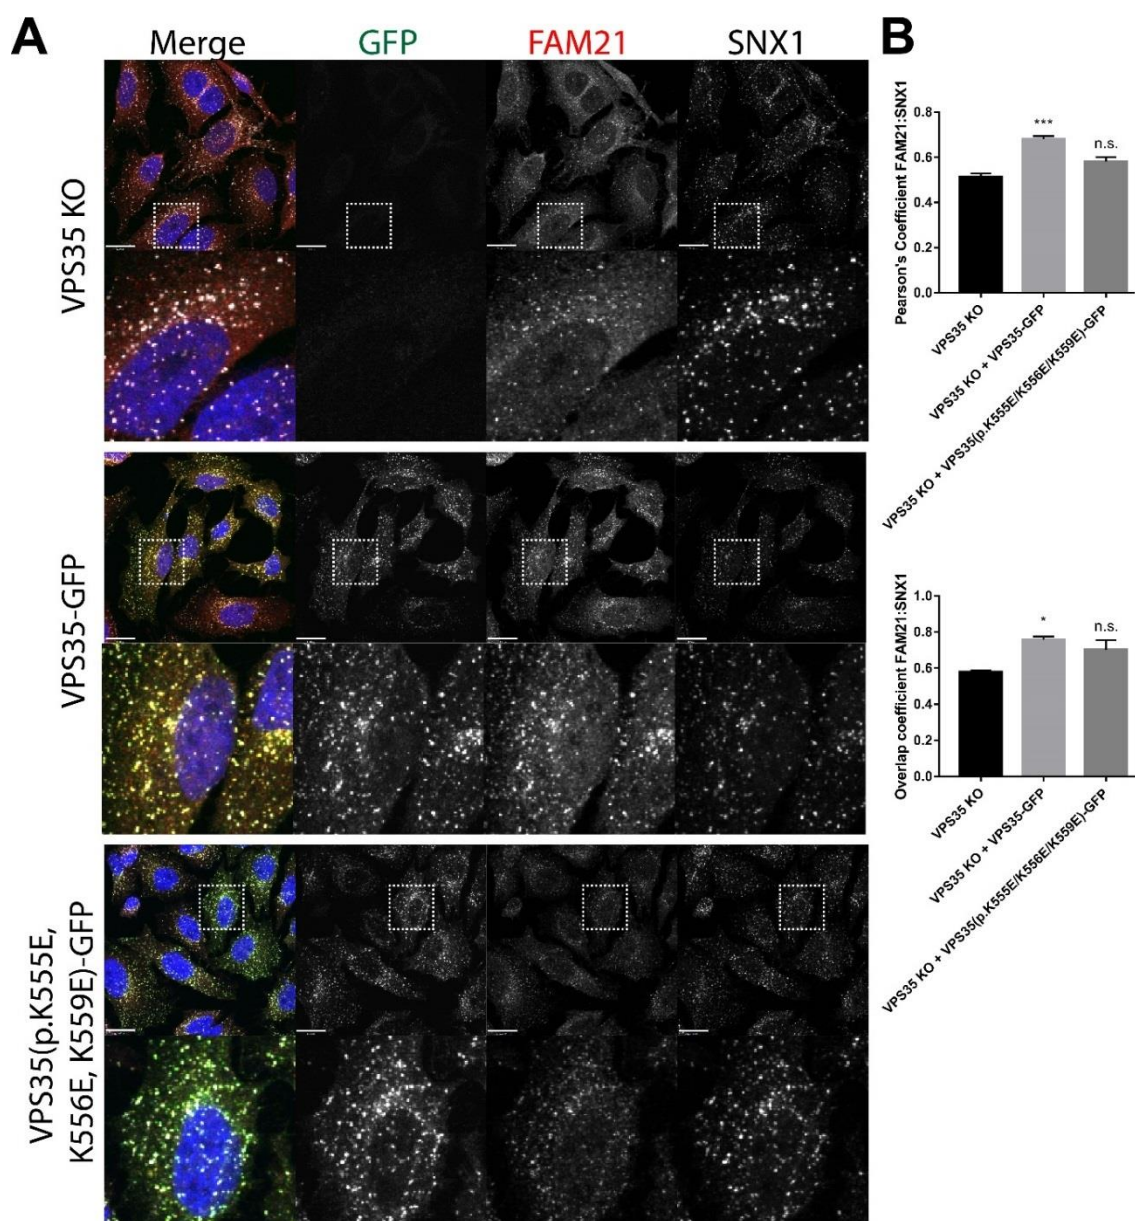 A
Merge
GFP
FAM21
SNX1
VPS35 KO
VPS35-GFP
VPS35(p.K555E,
K556E, K559E)-GFP
B
Pearson's Coefficient FAM21:SNX1
0.8
0.6
0.4
0.2
0.0
***
n.s.
VPS35 KO
VPS35 KO + VPS35-GFP
VPS35 KO + VPS35(p.K555E/K556E/K559E)-GFP
Overlap coefficient FAM21:SNX1
1.0
0.8
0.6
0.4
0.2
0.0
*
n.s.
VPS35 KO
VPS35 KO + VPS35-GFP
VPS35 KO + VPS35(p.K555E/K556E/K559E)-GFP